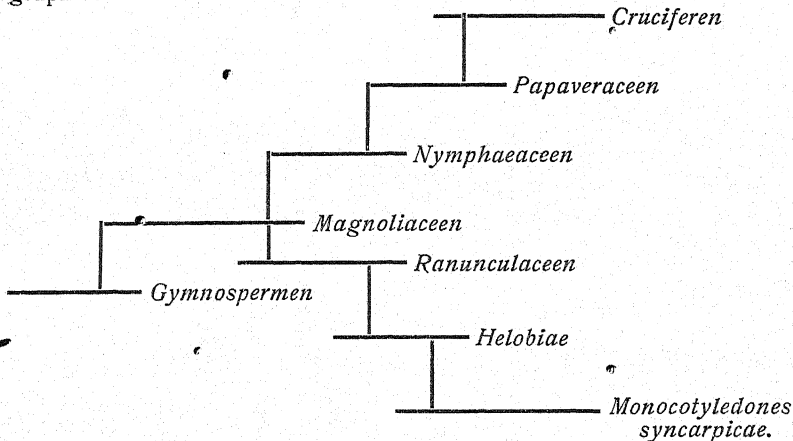 Cruciferen
Papaveraceen
Nymphaeaceen
Magnoliaceen
Ranunculaceen
Gymnospermen
Helobiae
Monocotyledones
syncarpicae.